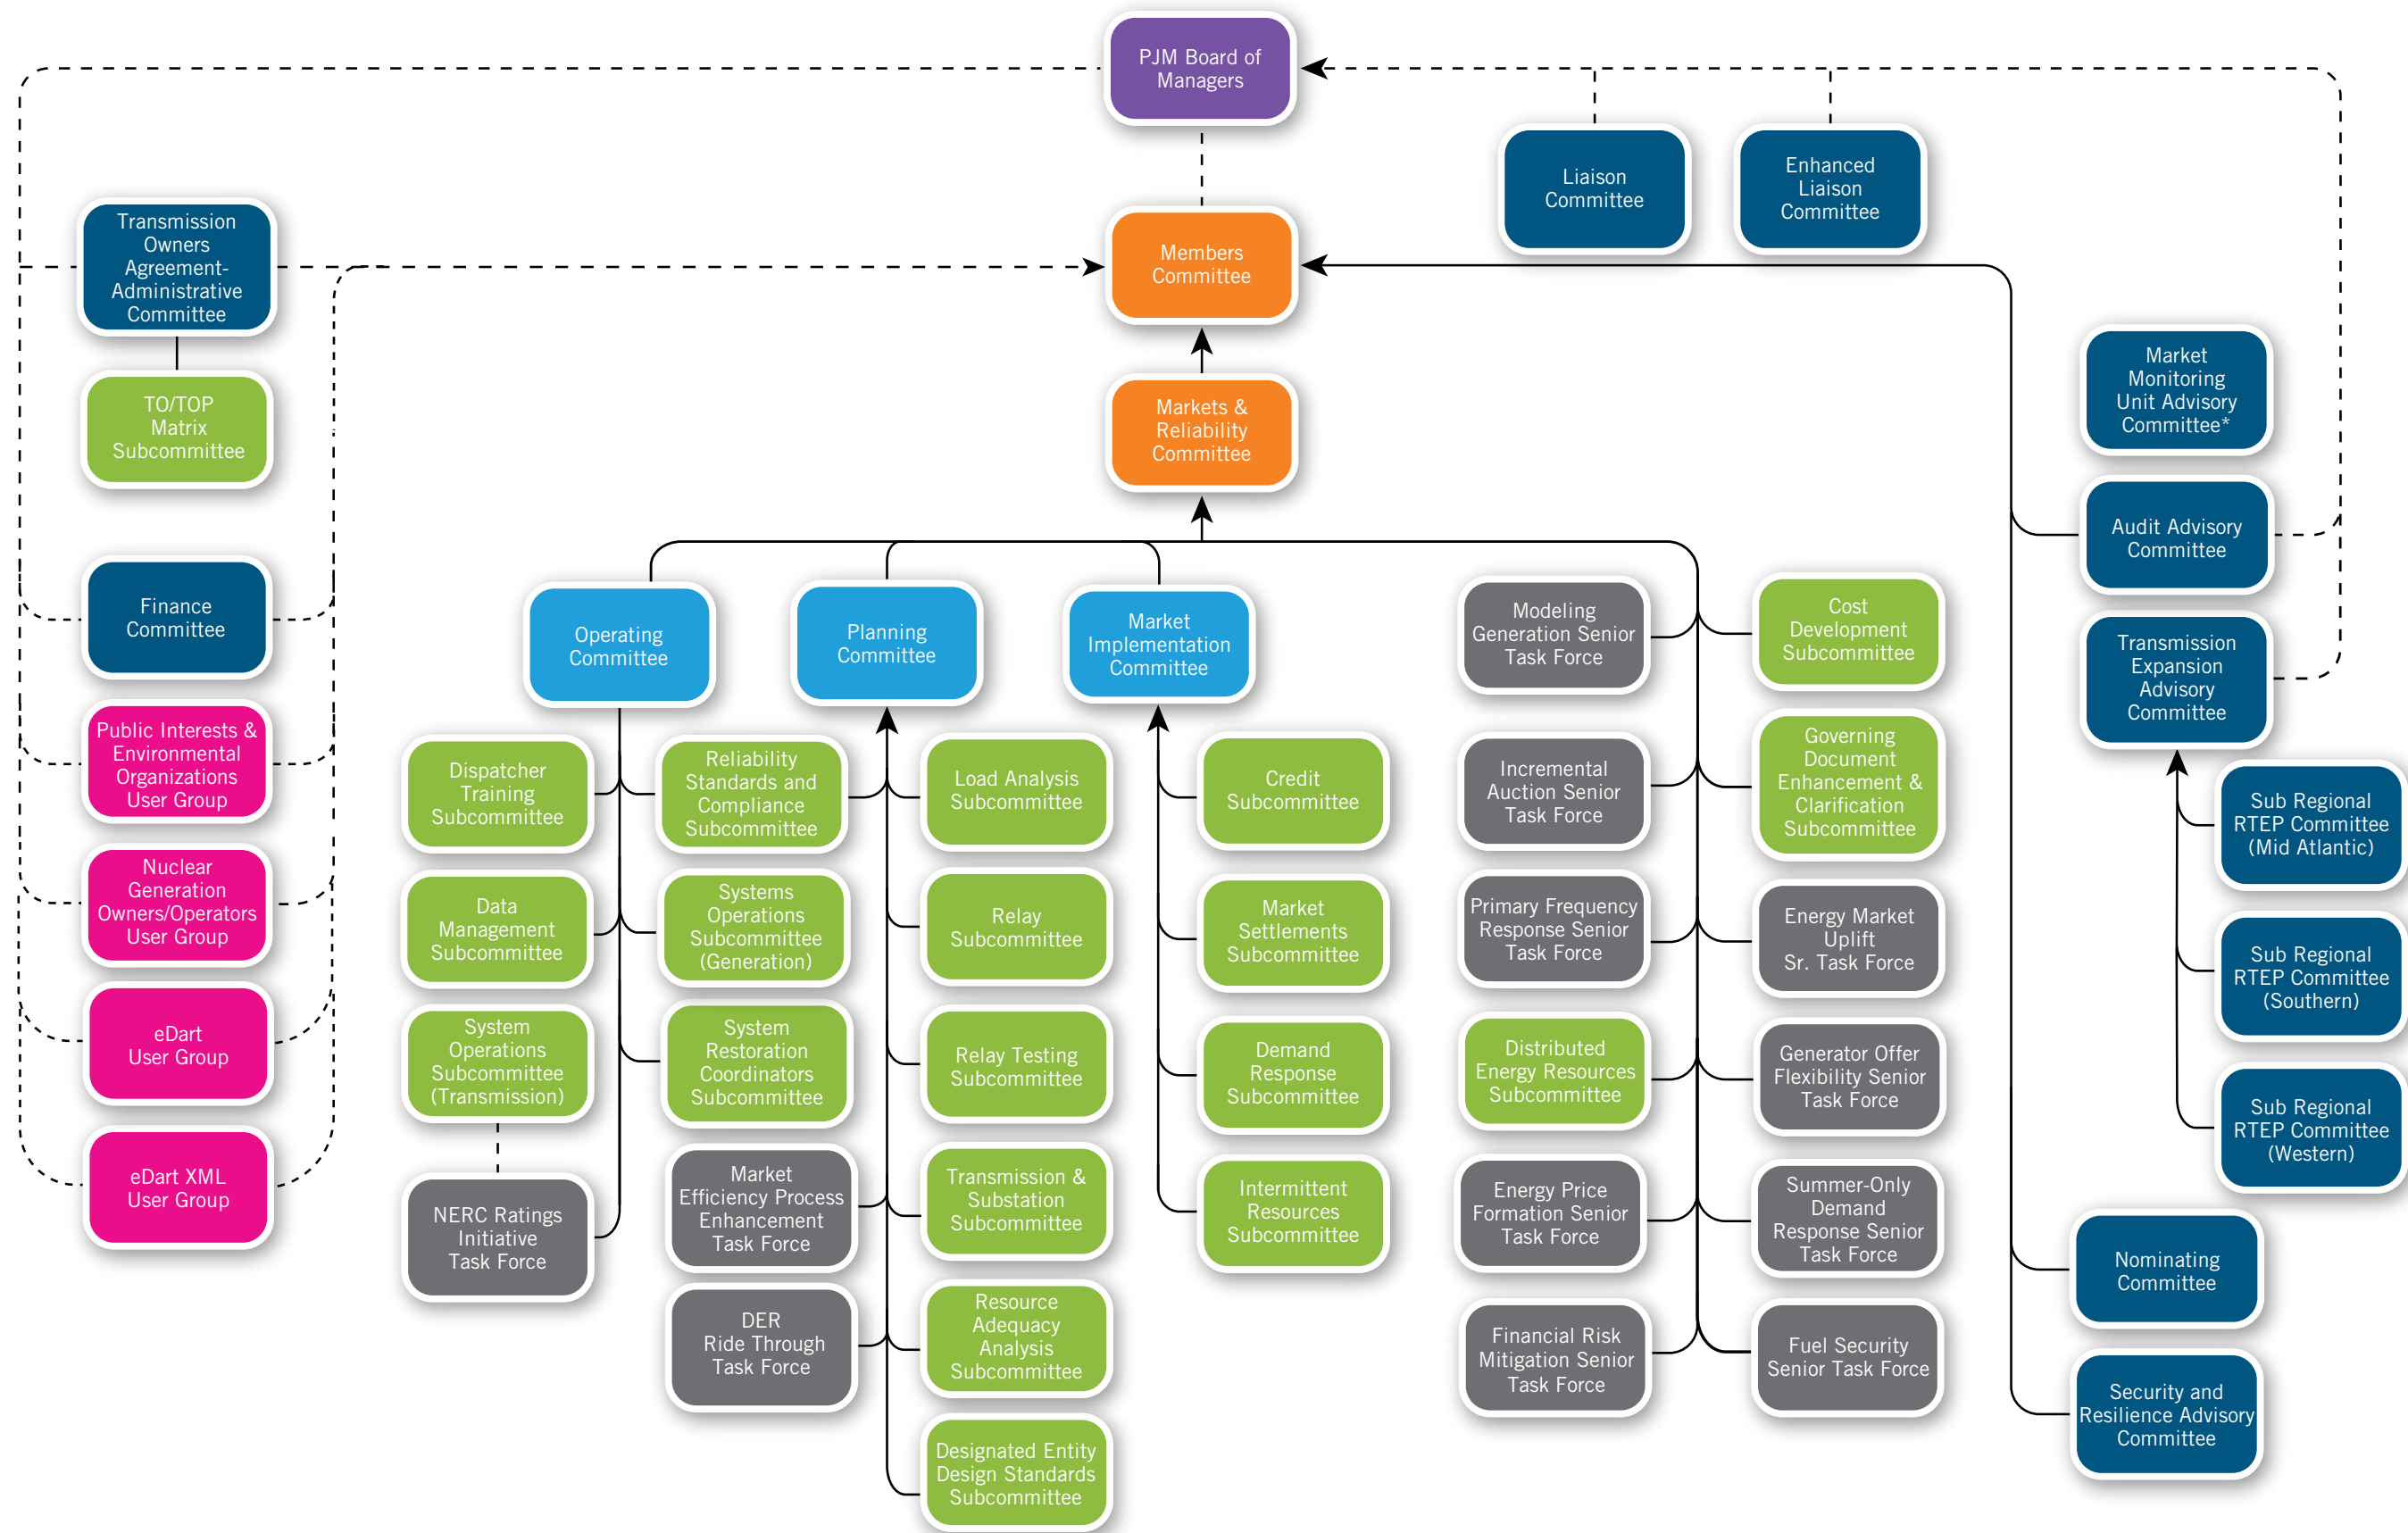 PJM Board of
Managers
Liaison
Committee
Enhanced
Liaison
Committee
Transmission
Owners
Agreement-
Administrative
Committee
Members
Committee
TO/TOP
Matrix
Subcommittee
Markets &
Reliability
Committee
Market
Monitoring
Unit Advisory
Committee*
Audit Advisory
Committee
Transmission
Expansion
Advisory
Committee
Finance
Committee
Public Interests &
Environmental
Organizations
User Group
Nuclear
Generation
Owners/Operators
User Group
eDart
User Group
eDart XML
User Group
Operating
Committee
Planning
Committee
Market
Implementation
Committee
Dispatcher
Training
Subcommittee
Reliability
Standards and
Compliance
Subcommittee
Data
Management
Subcommittee
Systems
Operations
Subcommittee
(Generation)
System
Operations
Subcommittee
(Transmission)
System
Restoration
Coordinators
Subcommittee
NERC Ratings
Initiative
Task Force
Market
Efficiency Process
Enhancement
Task Force
DER
Ride Through
Task Force
Load Analysis
Subcommittee
Relay
Subcommittee
Relay Testing
Subcommittee
Transmission &
Substation
Subcommittee
Resource
Adequacy
Analysis
Subcommittee
Designated Entity
Design Standards
Subcommittee
Credit
Subcommittee
Market
Settlements
Subcommittee
Demand
Response
Subcommittee
Intermittent
Resources
Subcommittee
Modeling
Generation Senior
Task Force
Cost
Development
Subcommittee
Incremental
Auction Senior
Task Force
Governing
Document
Enhancement &
Clarification
Subcommittee
Primary Frequency
Response Senior
Task Force
Energy Market
Uplift
Sr. Task Force
Distributed
Energy Resources
Subcommittee
Generator Offer
Flexibility Senior
Task Force
Energy Price
Formation Senior
Task Force
Summer-Only
Demand
Response Senior
Task Force
Financial Risk
Mitigation Senior
Task Force
Fuel Security
Senior Task Force
Sub Regional
RTEP Committee
(Mid Atlantic)
Sub Regional
RTEP Committee
(Southern)
Sub Regional
RTEP Committee
(Western)
Nominating
Committee
Security and
Resilience Advisory
Committee